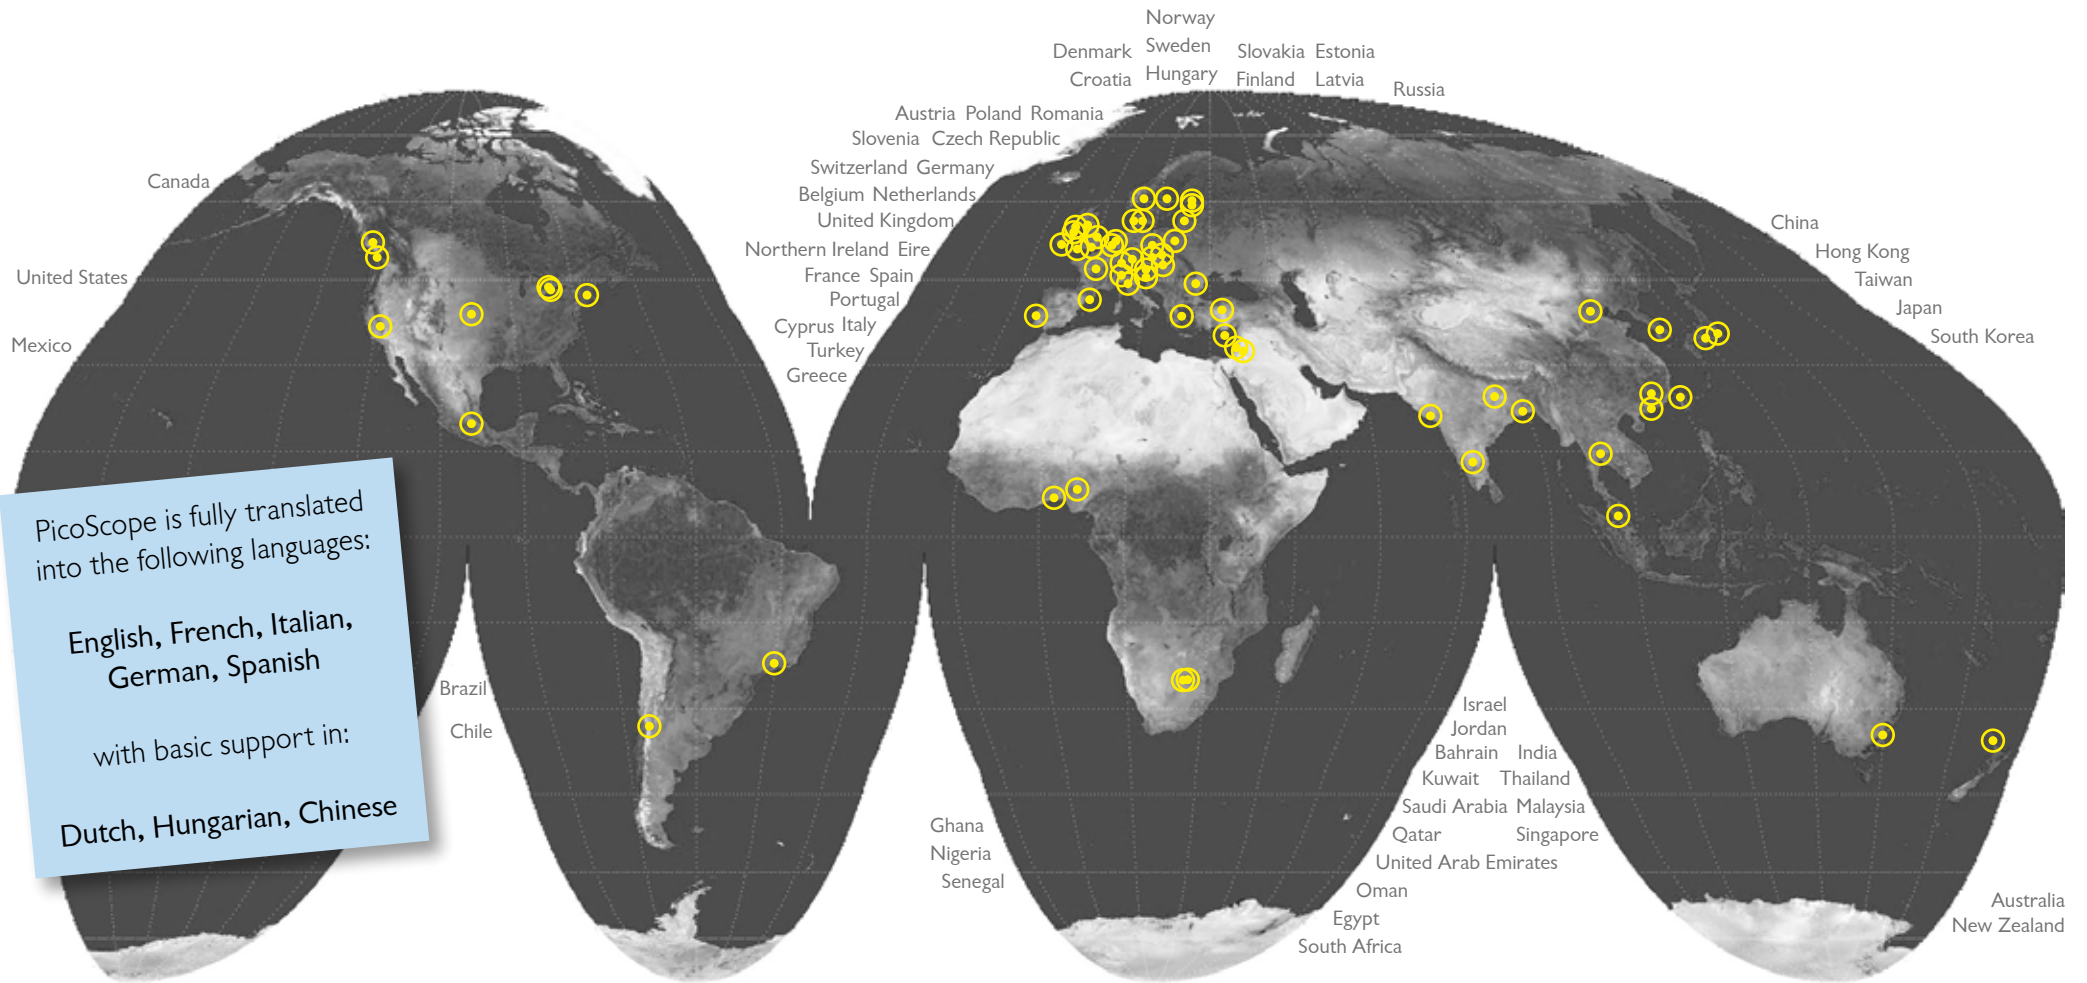 Norway
Denmark Sweden Slovakia Estonia
Croatia Hungary Finland Latvia
Russia
Austria Poland Romania
Slovenia Czech Republic
Switzerland Germany
Belgium Netherlands
United Kingdom
Northern Ireland Eire
France Spain
Portugal
Cyprus Italy
Turkey
Greece
Canada
United States
Mexico
China
Hong Kong
Taiwan
Japan
South Korea
PicoScope is fully translated
into the following languages:
English, French, Italian,
German, Spanish
with basic support in:
Dutch, Hungarian, Chinese
Brazil
Chile
Ghana
Nigeria
Senegal
Israel
Jordan
Bahrain India
Kuwait Thailand
Saudi Arabia Malaysia
Qatar Singapore
United Arab Emirates
Oman
Egypt
South Africa
Australia
New Zealand